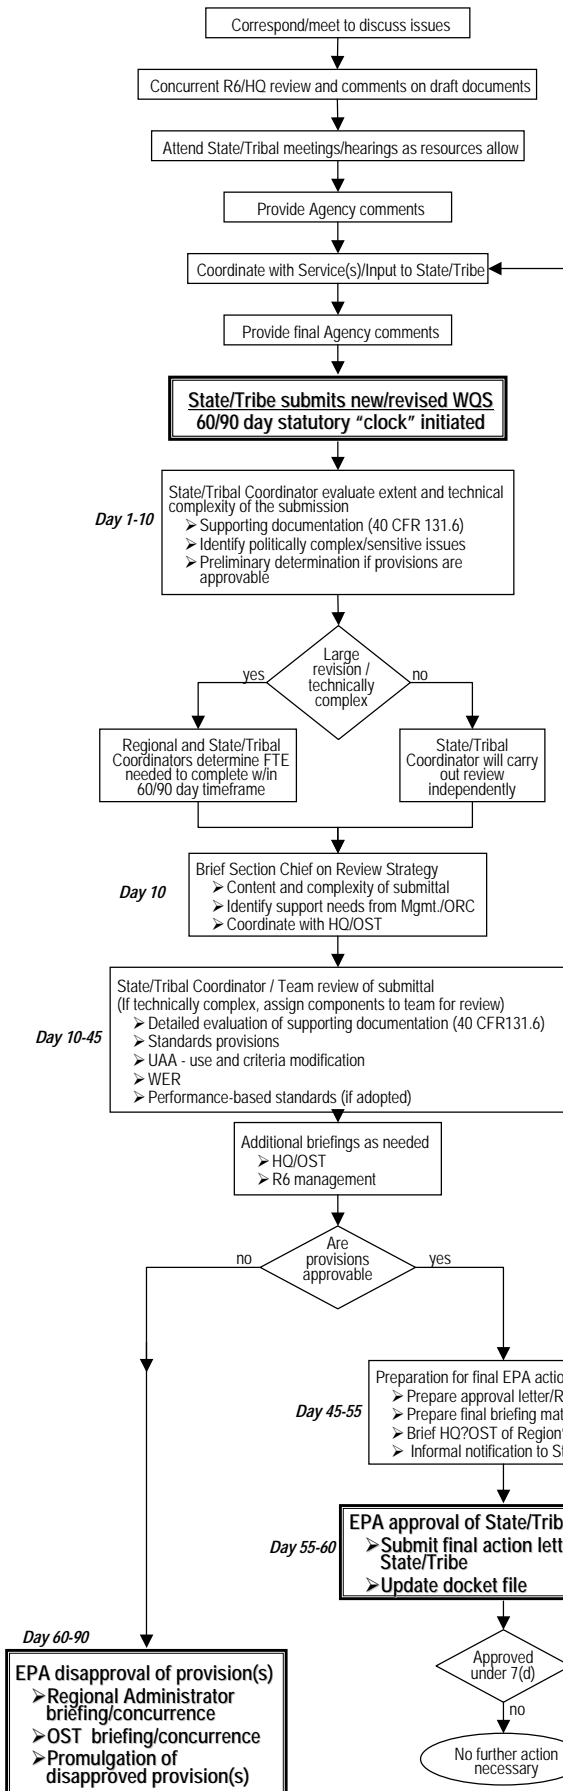 Correspond/meet to discuss issues
Concurrent R6/HQ review and comments on draft documents
Attend State/Tribal meetings/hearings as resources allow
Provide Agency comments
Coordinate with Service(s)/Input to State/Tribe
Provide final Agency comments
State/Tribe submits new/revised WQS
60/90 day statutory “clock” initiated
Day 1-10
State/Tribal Coordinator evaluate extent and technical
complexity of the submission
➢ Supporting documentation (40 CFR 131.6)
➢ Identify politically complex/sensitive issues
➢ Preliminary determination if provisions are
approvable
Large
revision /
technically
complex
yes
no
Regional and State/Tribal
Coordinators determine FTE
needed to complete w/in
60/90 day timeframe
State/Tribal
Coordinator will carry
out review
independently
Day 10
Brief Section Chief on Review Strategy
➢ Content and complexity of submittal
➢ Identify support needs from Mgmt./ORC
➢ Coordinate with HQ/OST
Day 10-45
State/Tribal Coordinator / Team review of submittal
(If technically complex, assign components to team for review)
➢ Detailed evaluation of supporting documentation (40 CFR131.6)
➢ Standards provisions
➢ UAA - use and criteria modification
➢ WER
➢ Performance-based standards (if adopted)
Additional briefings as needed
➢ HQ/OST
➢ R6 management
Are
provisions
approvable
no
yes
Day 45-55
Preparation for final EPA
➢ Prepare approval
➢ Prepare final briefing
➢ Brief HQ?OST of
➢ Informal notification to
Day 55-60
EPA approval of
➢ Submit final action
State/Tribe
➢ Update docket file
Approved
under 7(d)
no
No further action
necessary
Day 60-90
EPA disapproval of provision(s)
➢ Regional Administrator
briefing/concurrence
➢ OST briefing/concurrence
➢ Promulgation of
disapproved provision(s)